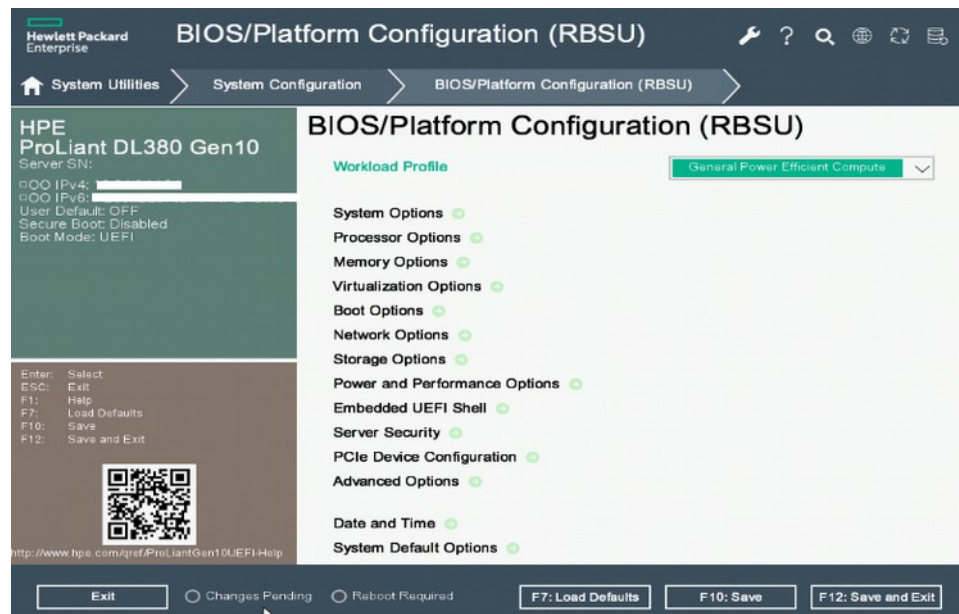 Hewlett Packard
Enterprise
BIOS/Platform Configuration (RBSU)
?
System Utilities
System Configuration
BIOS/Platform Configuration (RBSU)
HPE
ProLiant DL380 Gen10
Server SN:
IPv4:
IPv6:
User Default: OFF
Secure Boot: Disabled
Boot Mode: UEFI
Enter: Select
ESC: Exit
F1: Help
F7: Load Defaults
F10: Save
F12: Save and Exit
http://www.hpe.com/qref/ProLiantGen10UEFI-Help
BIOS/Platform Configuration (RBSU)
Workload Profile
General Power Efficient Compute
System Options
Processor Options
Memory Options
Virtualization Options
Boot Options
Network Options
Storage Options
Power and Performance Options
Embedded UEFI Shell
Server Security
PCIe Device Configuration
Advanced Options
Date and Time
System Default Options
Exit
Changes Pending
Reboot Required
F7: Load Defaults
F10: Save
F12: Save and Exit